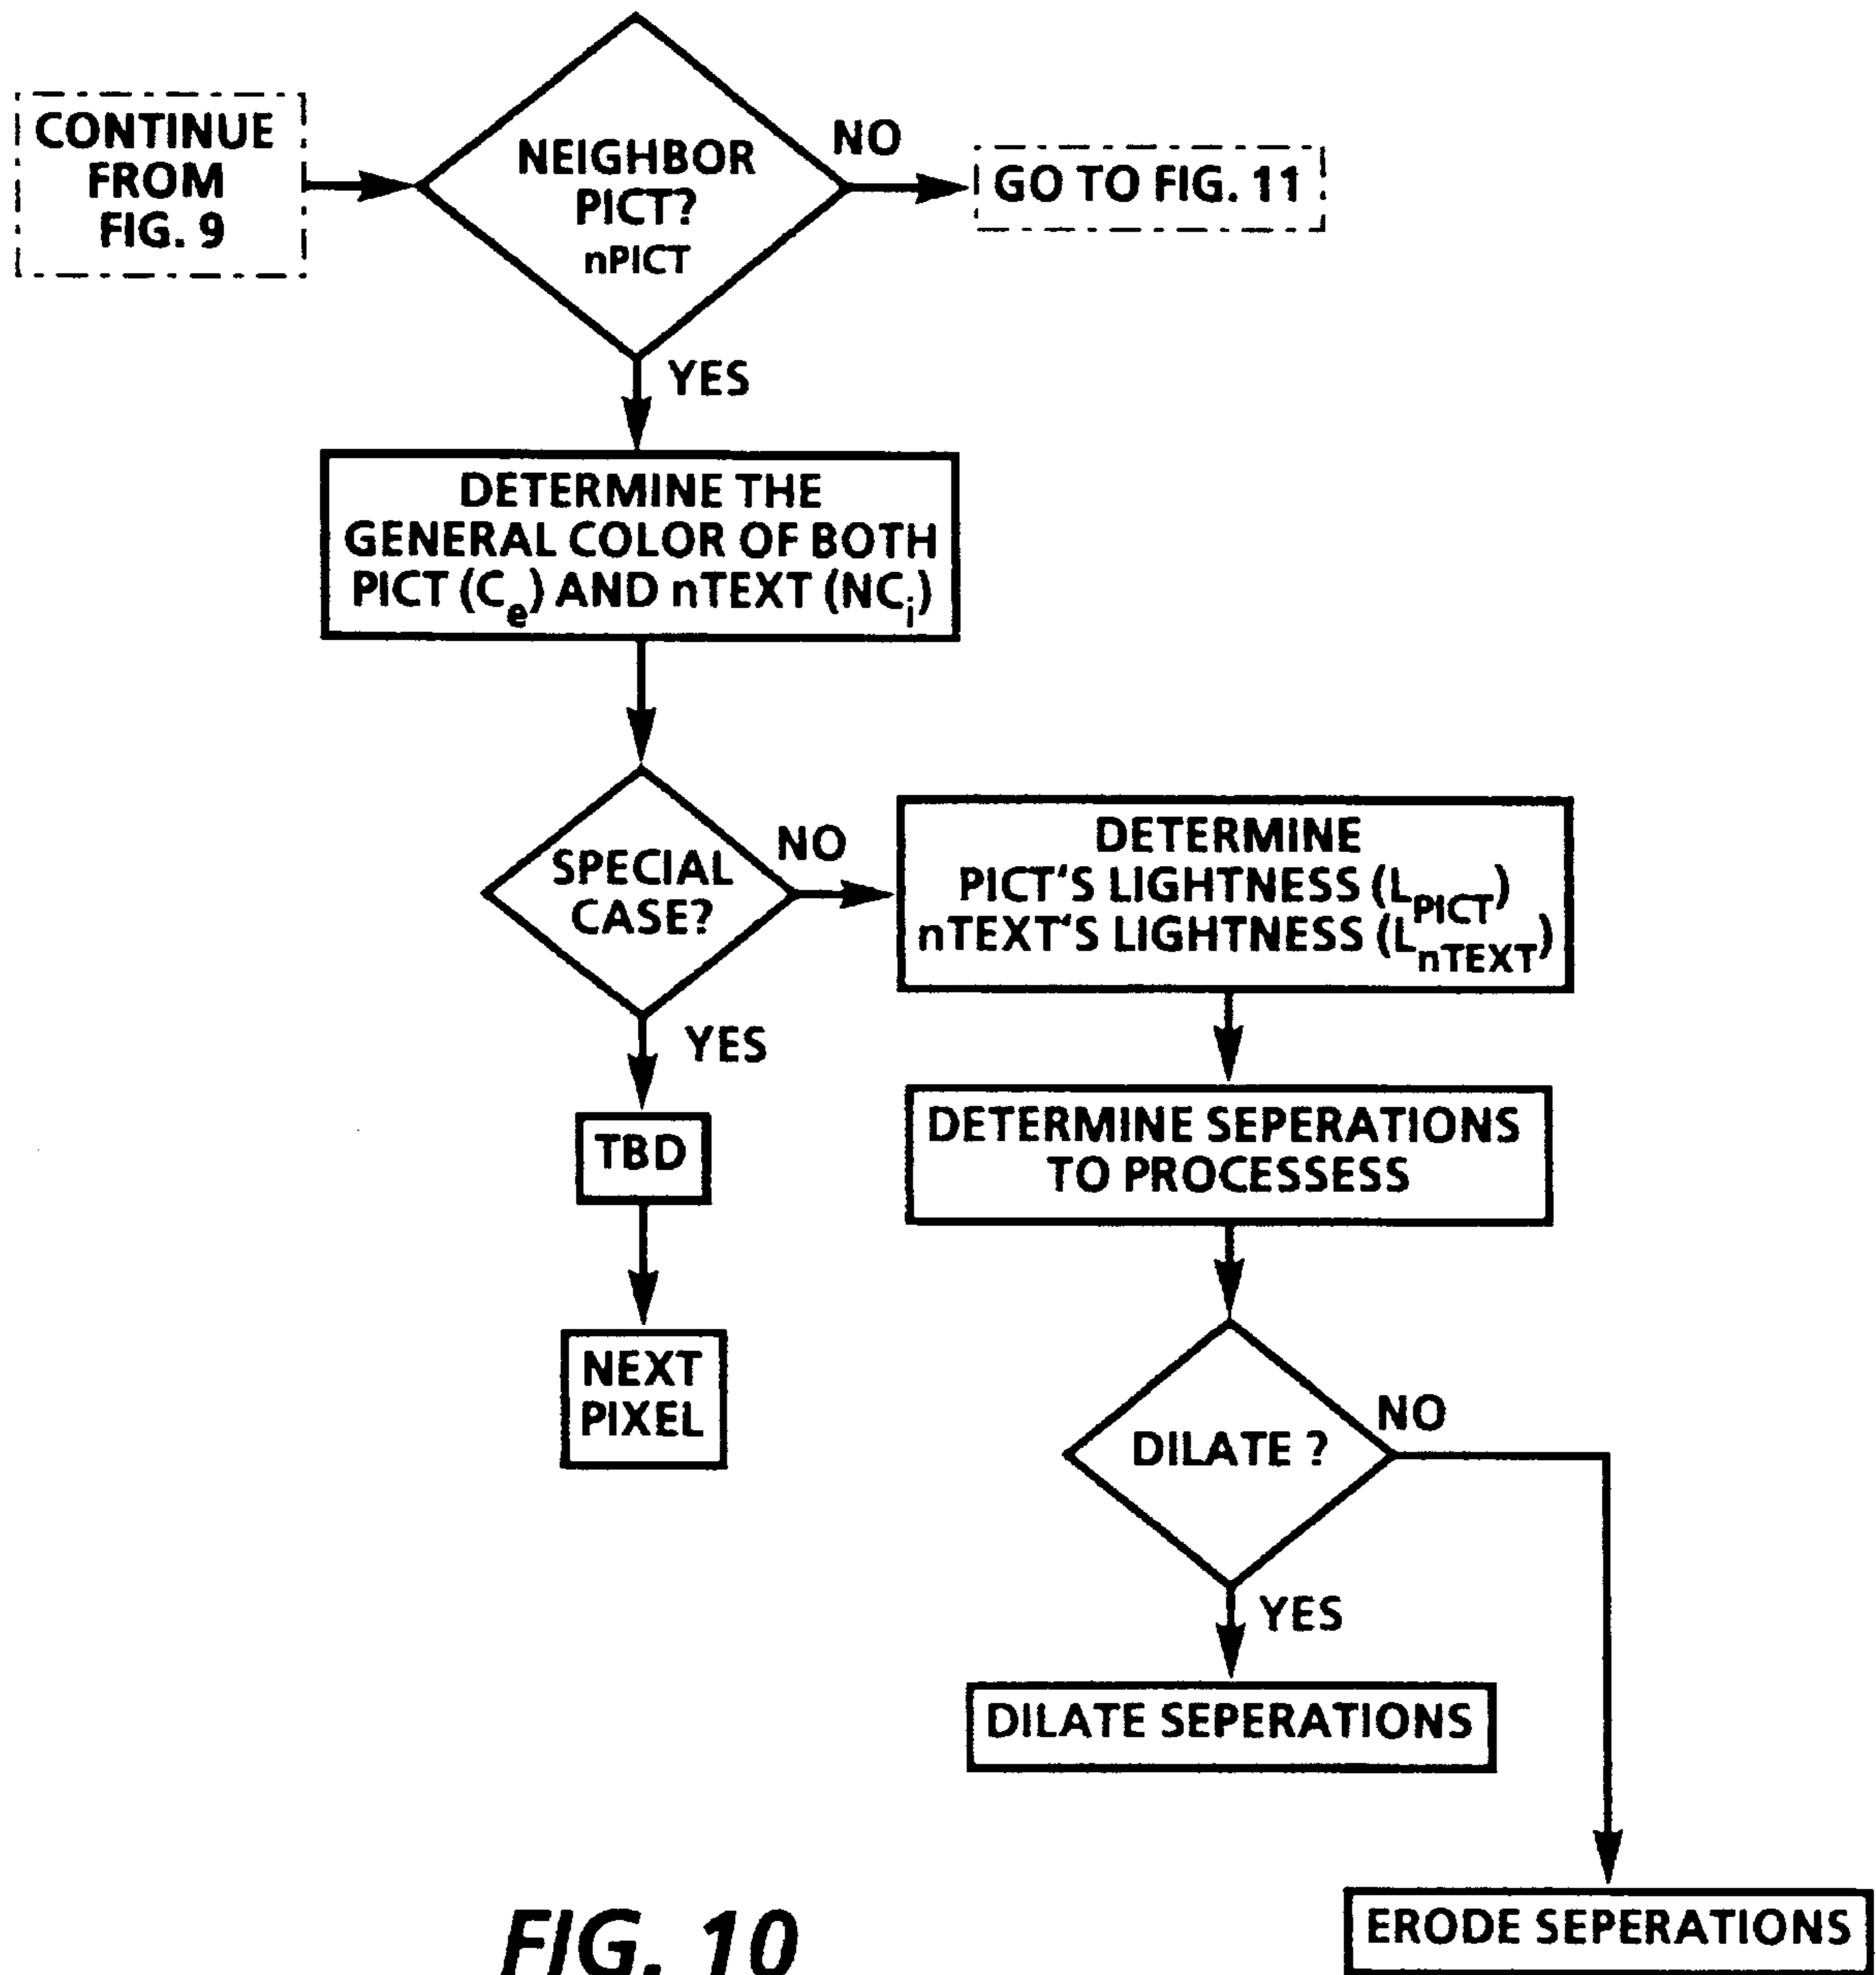 CONTINUE
FROM
FIG. 9
NEIGHBOR
PICT?
nPICT
NO
GO TO FIG. 11
YES
DETERMINE THE
GENERAL COLOR OF BOTH
PICT (Ce) AND nTEXT (NCi)
SPECIAL
CASE?
NO
DETERMINE
PICT'S LIGHTNESS (LPICT)
nTEXT'S LIGHTNESS (LnTEXT)
YES
TBD
NEXT
PIXEL
DETERMINE SEPERATIONS
TO PROCESSESS
DILATE ?
NO
YES
DILATE SEPERATIONS
ERODE SEPERATIONS
FIG. 10